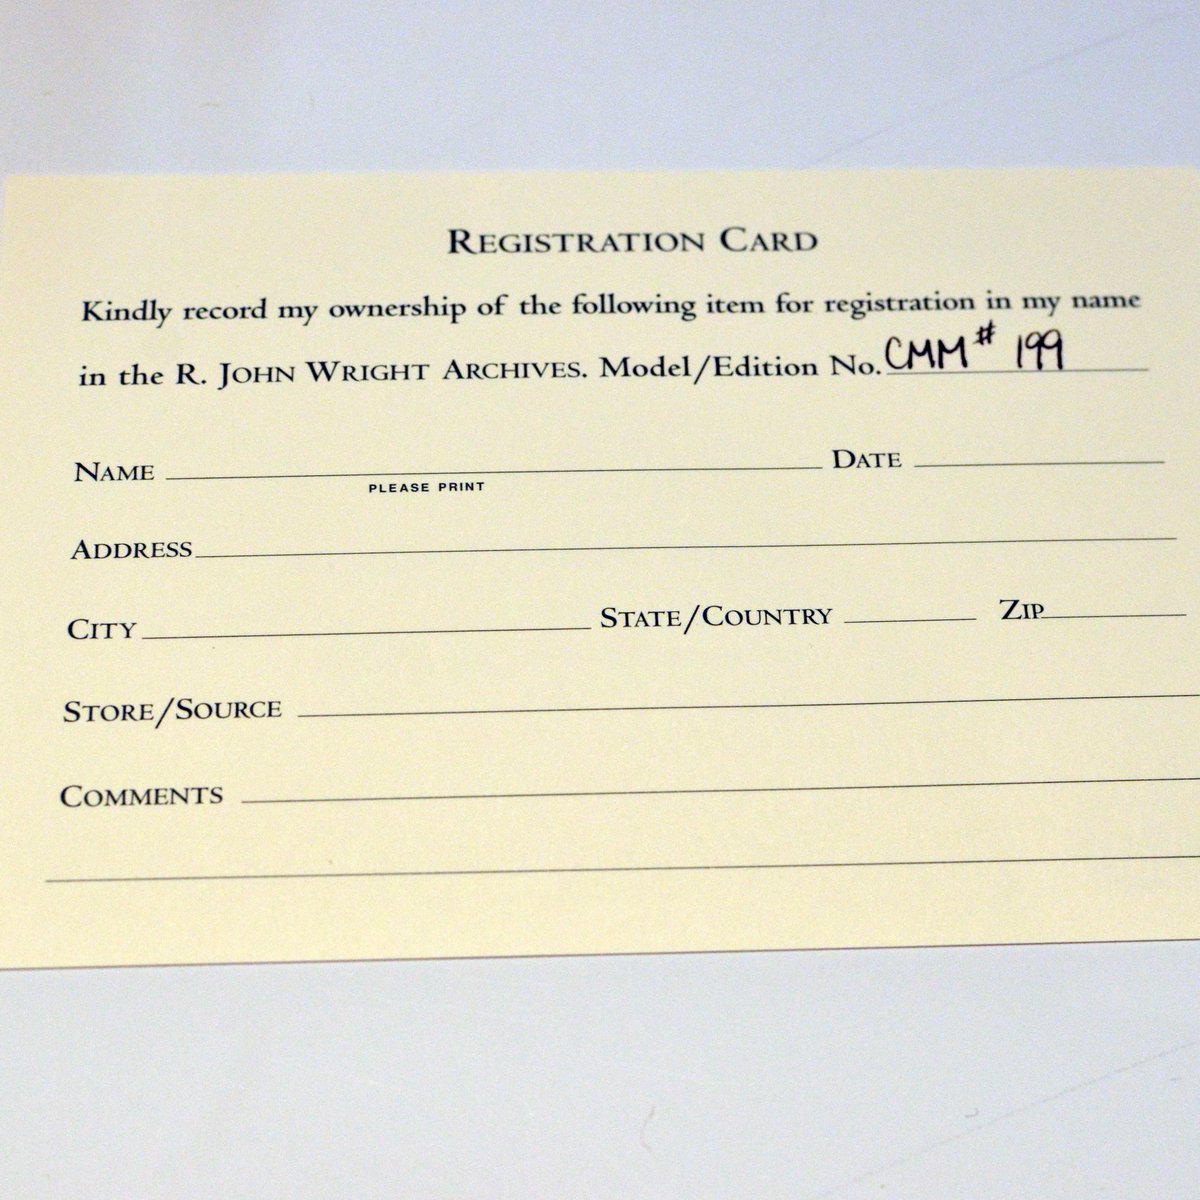 REGISTRATION CARD
Kindly record my ownership of the following item for registration in my name
in the R. JOHN WRIGHT ARCHIVES. Model/Edition No. CMM # 199
NAME DATE
PLEASE PRINT
ADDRESS
CITY STATE/COUNTRY ZIP
STORE/SOURCE
COMMENTS